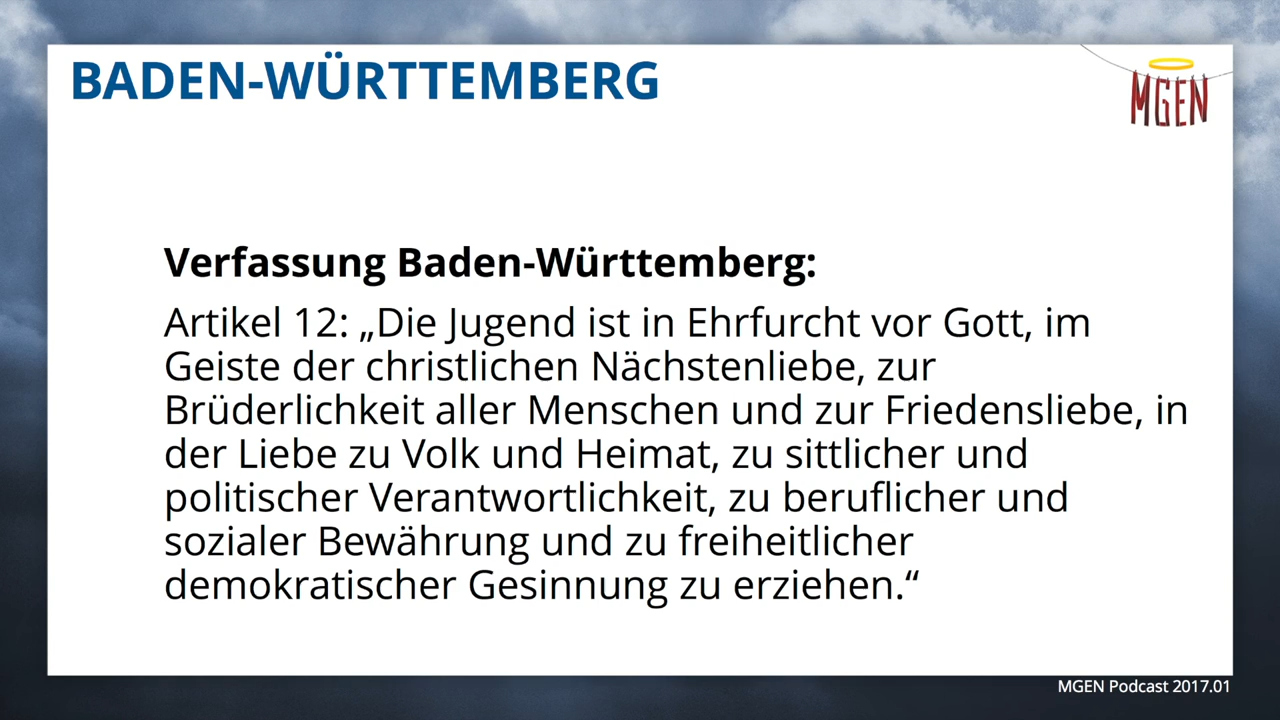 BADEN-WÜRTTEMBERG
MGEN
Verfassung Baden-Württemberg:
Artikel 12: „Die Jugend ist in Ehrfurcht vor Gott, im
Geiste der christlichen Nächstenliebe, zur
Brüderlichkeit aller Menschen und zur Friedensliebe, in
der Liebe zu Volk und Heimat, zu sittlicher und
politischer Verantwortlichkeit, zu beruflicher und
sozialer Bewährung und zu freiheitlicher
demokratischer Gesinnung zu erziehen.“
MGEN Podcast 2017.01